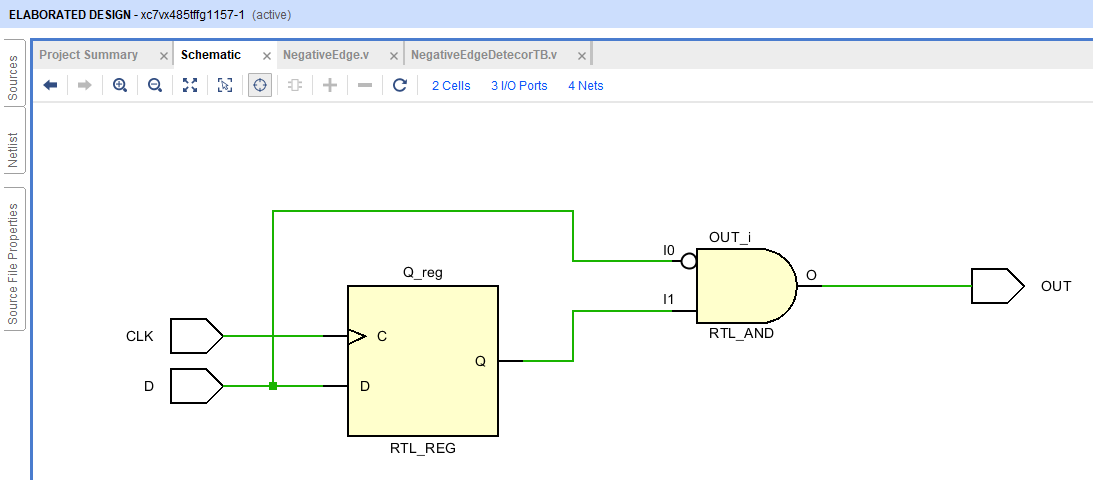 ELABORATED DESIGN - xc7vx485tffg1157-1 (active)
Sources
Netlist
Source File Properties
Project Summary × Schematic × NegativeEdge.v × NegativeEdgeDetecorTB.v ×
2 Cells 3 I/O Ports 4 Nets
OUT_i
I0
Q_reg
O
OUT
I1
CLK
C
RTL_AND
Q
D
D
RTL_REG